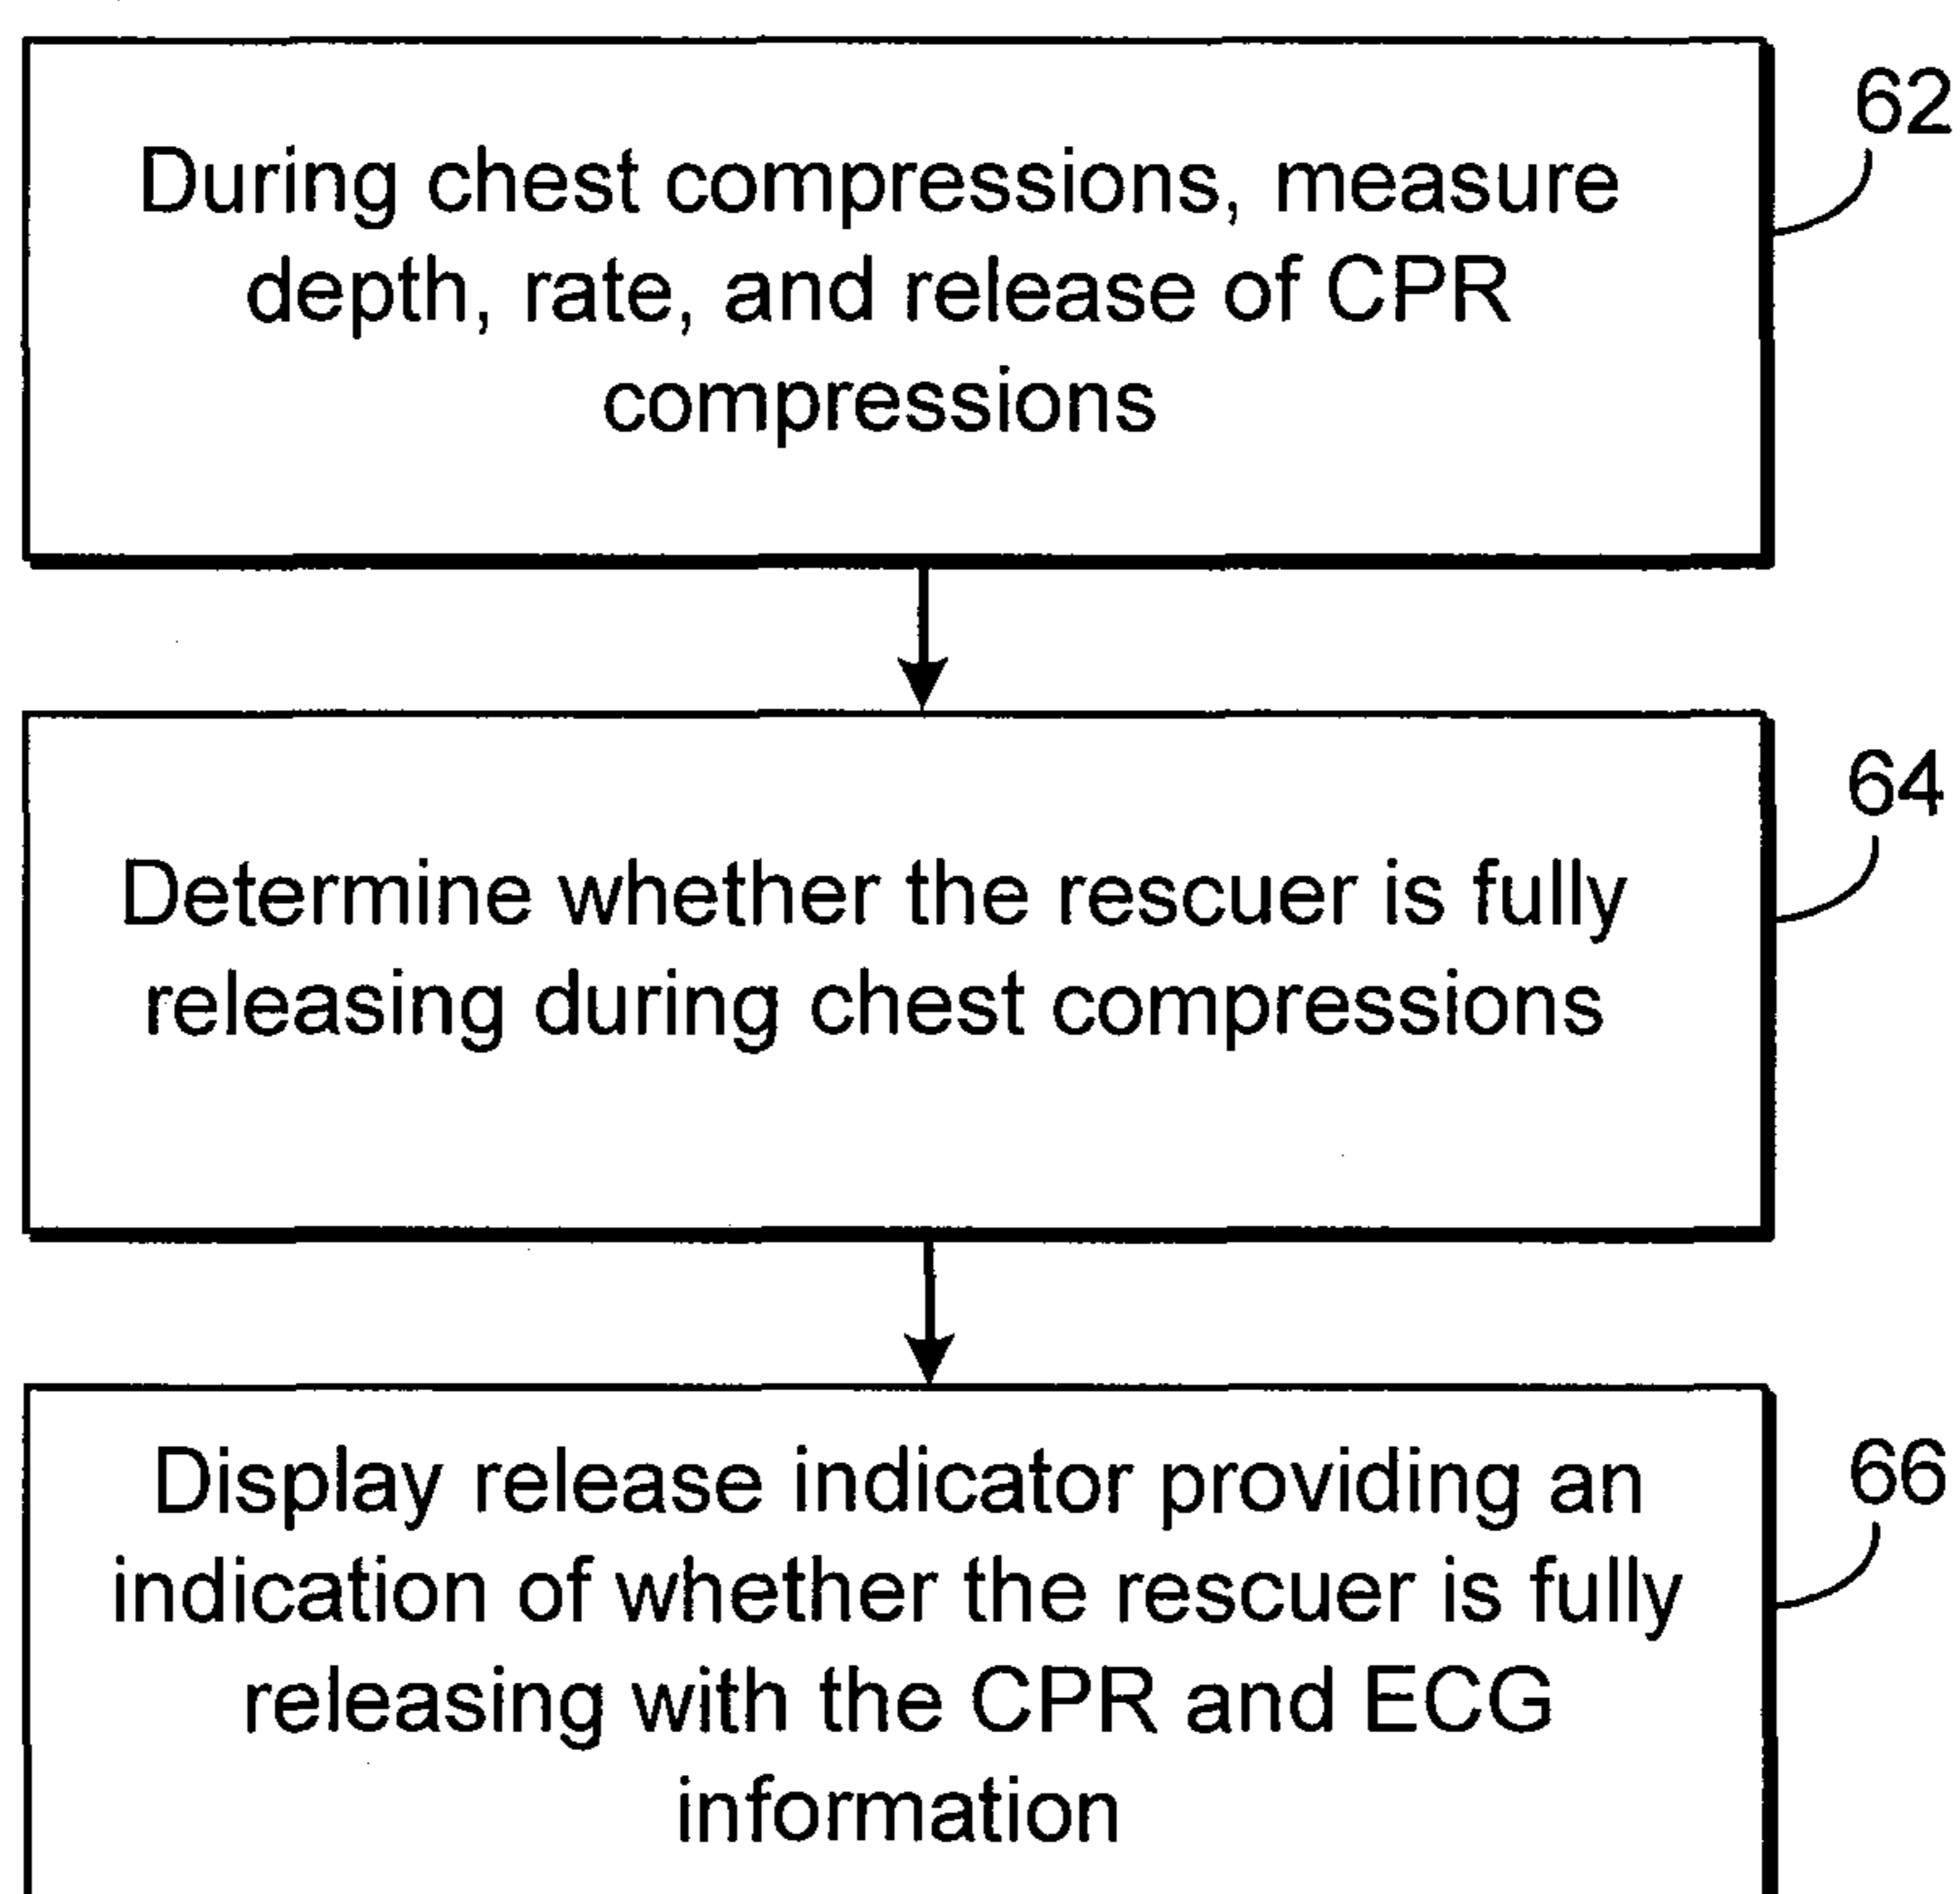 62
During chest compressions, measure
depth, rate, and release of CPR
compressions
64
Determine whether the rescuer is fully
releasing during chest compressions
66
Display release indicator providing an
indication of whether the rescuer is fully
releasing with the CPR and ECG
information